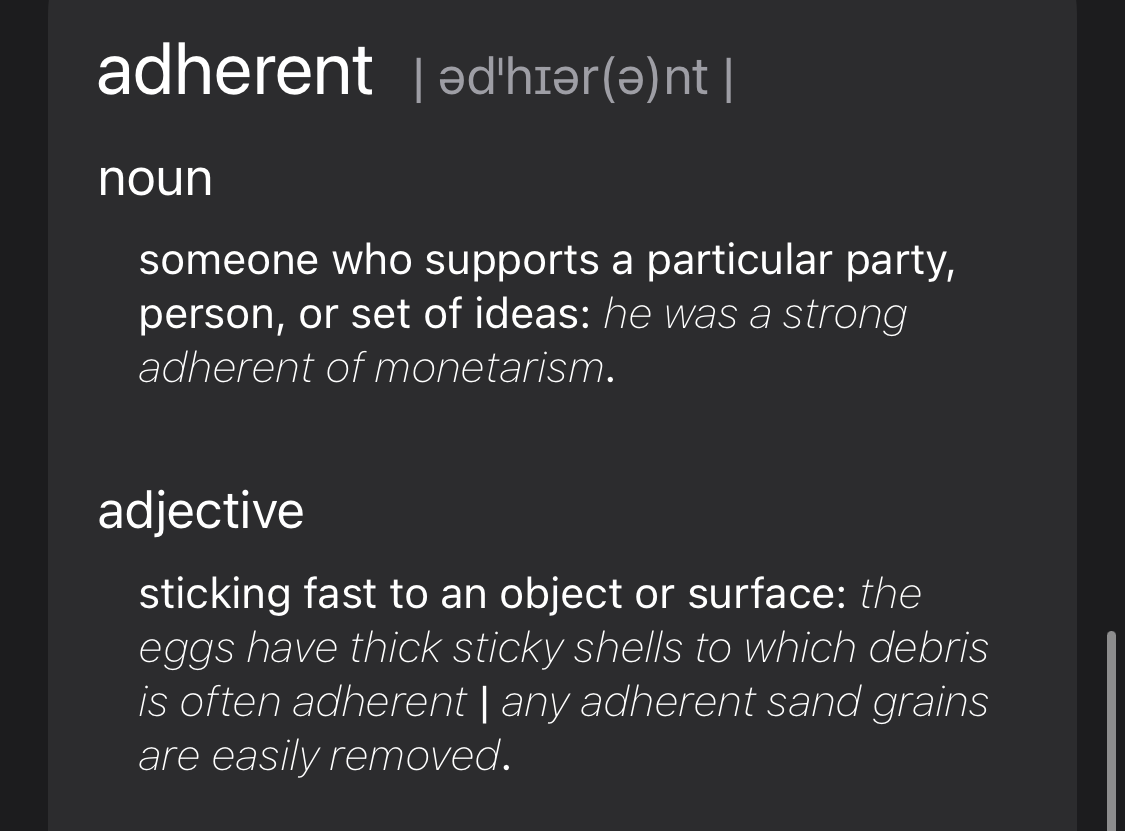 adherent | ədˈhɪər(ə)nt |
noun
someone who supports a particular party,
person, or set of ideas: he was a strong
adherent of monetarism.
adjective
sticking fast to an object or surface: the
eggs have thick sticky shells to which debris
is often adherent | any adherent sand grains
are easily removed.